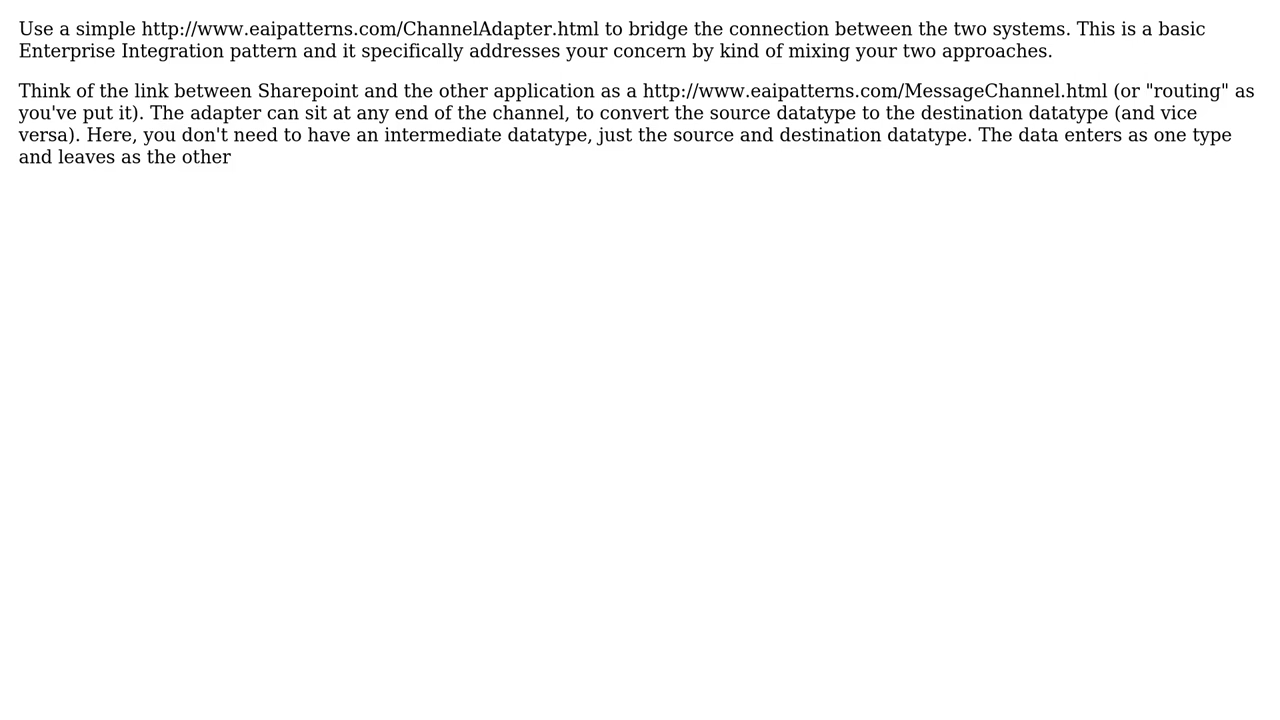 Use a simple http://www.eaipatterns.com/ChannelAdapter.html to bridge the connection between the two systems. This is a basic
Enterprise Integration pattern and it specifically addresses your concern by kind of mixing your two approaches.
Think of the link between Sharepoint and the other application as a http://www.eaipatterns.com/MessageChannel.html (or "routing" as
you've put it). The adapter can sit at any end of the channel, to convert the source datatype to the destination datatype (and vice
versa). Here, you don't need to have an intermediate datatype, just the source and destination datatype. The data enters as one type
and leaves as the other